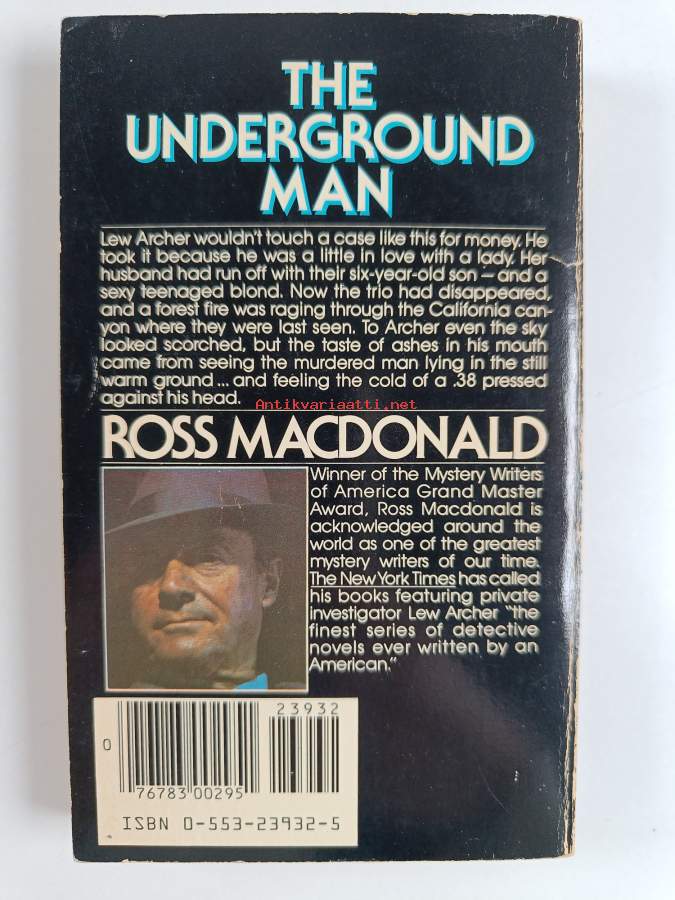 THE
UNDERGROUND
MAN
Lew Archer wouldn't touch a case like this for money. He
took it because he was a little in love with a lady. Her
husband had run off with their six-year-old son — and a
sexy teenaged blond. Now the trio had disappeared,
and a forest fire was raging through the California can-
yon where they were last seen. To Archer even the sky
looked scorched, but the taste of ashes in his mouth
came from seeing the murdered man lying in the still
warm ground ... and feeling the cold of a .38 pressed
against his head.
Antikvariaatti.net
ROSS MACDONALD
Winner of the Mystery Writers
of America Grand Master
Award, Ross Macdonald is
acknowledged around the
world as one of the greatest
mystery writers of our time.
The New York Times has called
his books featuring private
investigator Lew Archer "the
finest series of detective
novels ever written by an
American."
23932
0
76783 00295
ISBN 0-553-23932-5